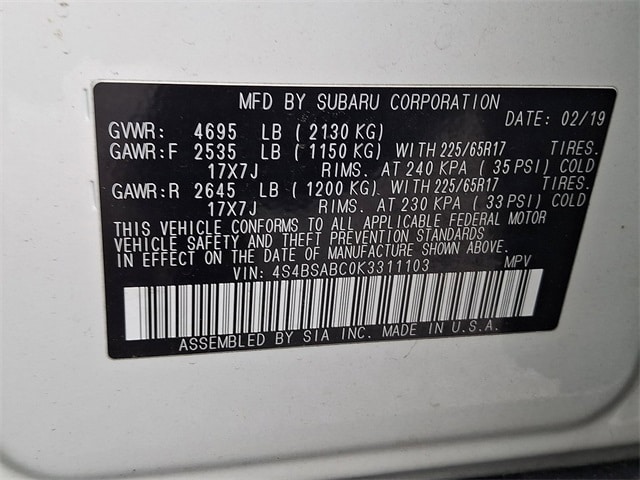 MFD BY SUBARU CORPORATION
DATE: 02/19
GVWR: 4695 LB (2130 KG)
GAWR:F 2535 LB (1150 KG) WITH 225/65R17 TIRES.
17X7J RIMS. AT 240 KPA (35 PSI) COLD
GAWR:R 2645 LB (1200 KG) WITH 225/65R17 TIRES.
17X7J RIMS. AT 230 KPA (33 PSI) COLD
THIS VEHICLE CONFORMS TO ALL APPLICABLE FEDERAL MOTOR
VEHICLE SAFETY AND THEFT PREVENTION STANDARDS
IN EFFECT ON THE DATE OF MANUFACTURE SHOWN ABOVE.
VIN: 4S4BSABC0K3311103 MPV
ASSEMBLED BY SIA INC. MADE IN U.S.A.